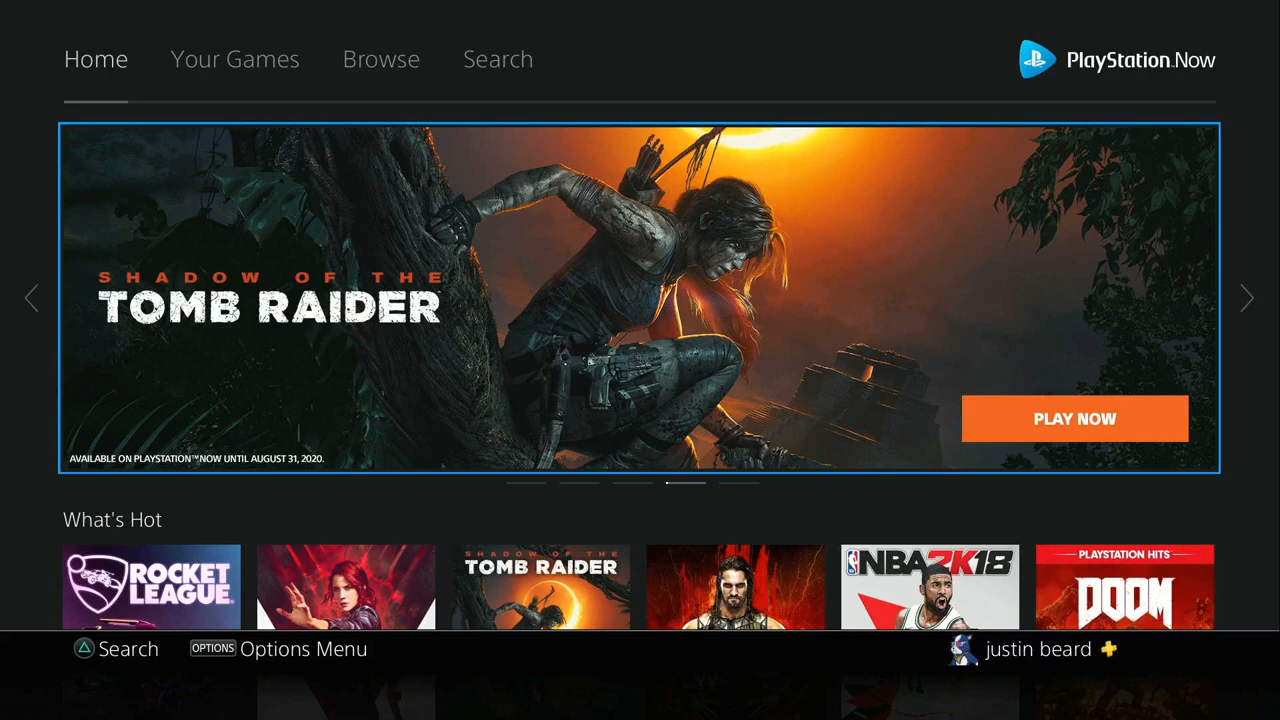 Home
Your Games
Browse
Search
PlayStation.Now
SHADOW OF THE
TOMB RAIDER
PLAY NOW
AVAILABLE ON PLAYSTATION™NOW UNTIL AUGUST 31, 2020.
What's Hot
ROCKET
LEAGUE
SHADOW OF THE
TOMB RAIDER
NBA 2K18
PLAYSTATION HITS
DOOM
Search
OPTIONS
Options Menu
justin beard